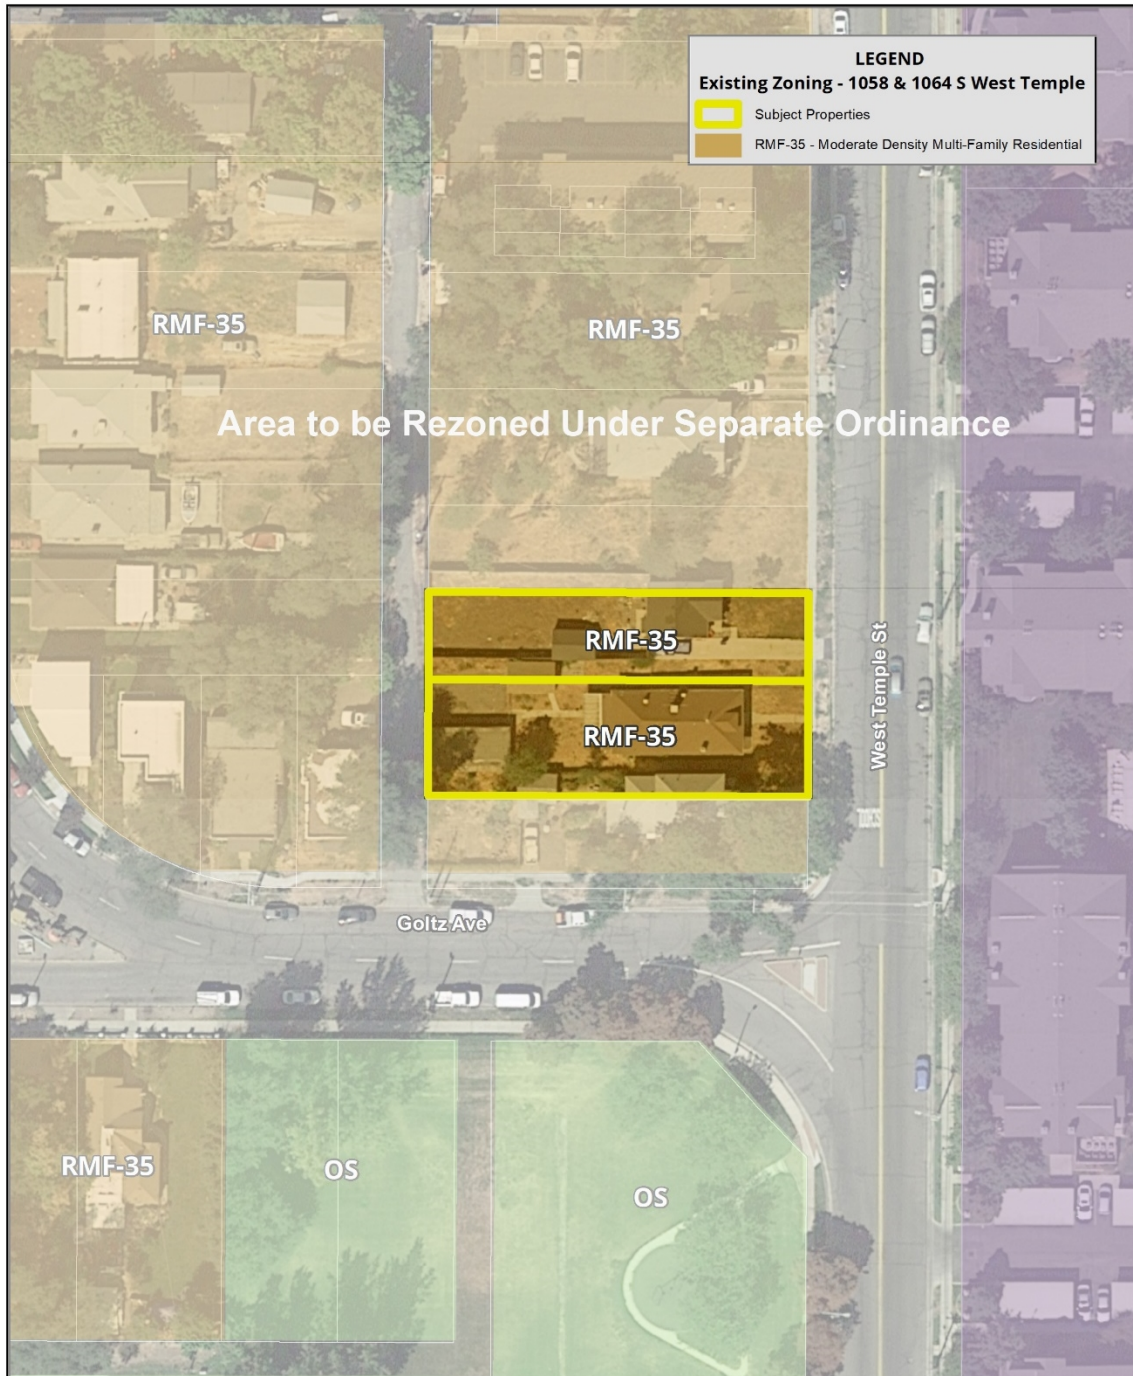 LEGEND
Existing Zoning - 1058 & 1064 S West Temple
Subject Properties
RMF-35 - Moderate Density Multi-Family Residential
RMF-35
RMF-35
Area to be Rezoned Under Separate Ordinance
RMF-35
RMF-35
West Temple St
Goltz Ave
RMF-35
OS
OS